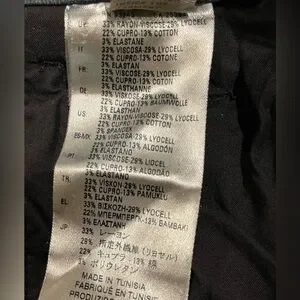 33% RAYON-VISCOSE-29% LYOCELL
22% CUPRO-13% COTTON
3% ELASTANE
IT
33% VISCOSA-29% LYOCELL
22% CUPRO-13% COTONE
3% ELASTAN
FR
33% VISCOSE-29% LYOCELL
22% CUPRO-13% COTON
3% ELASTHANNE
DE
33% VISKOSE-29% LYOCELL
22% CUPRO-13% BAUMWOLLE
3% ELASTHAN
US
33% RAYON-VISCOSE-29% LYOCELL
22% CUPRO-13% COTTON
3% SPANDEX
ES-MX
33% VISCOSA-29% LYOCELL
22% CUPRO-13% ALGODÓN
3% ELASTANO
PT
33% VISCOSE-29% LIOCEL
22% CUPRO-13% ALGODÃO
3% ELASTANO
TR
33% VISKON-29% LYOCELL
22% CUPRO-13% PAMUKLU
3% ELASTAN
EL
33% ΒΙΣΚΟΖΗ-29% LYOCELL
22% ΜΠΕΡΜΠΕΡΓΚ-13% ΒΑΜΒΑΚΙ
3% ΕΛΑΣΤΑΝΗ
JP
33% レーヨン
29% 指定外繊維(リヨセル)
22% キュプラ-13% 綿
3% ポリウレタン
MADE IN TUNISIA
FABRIQUÉ EN TUNISIE